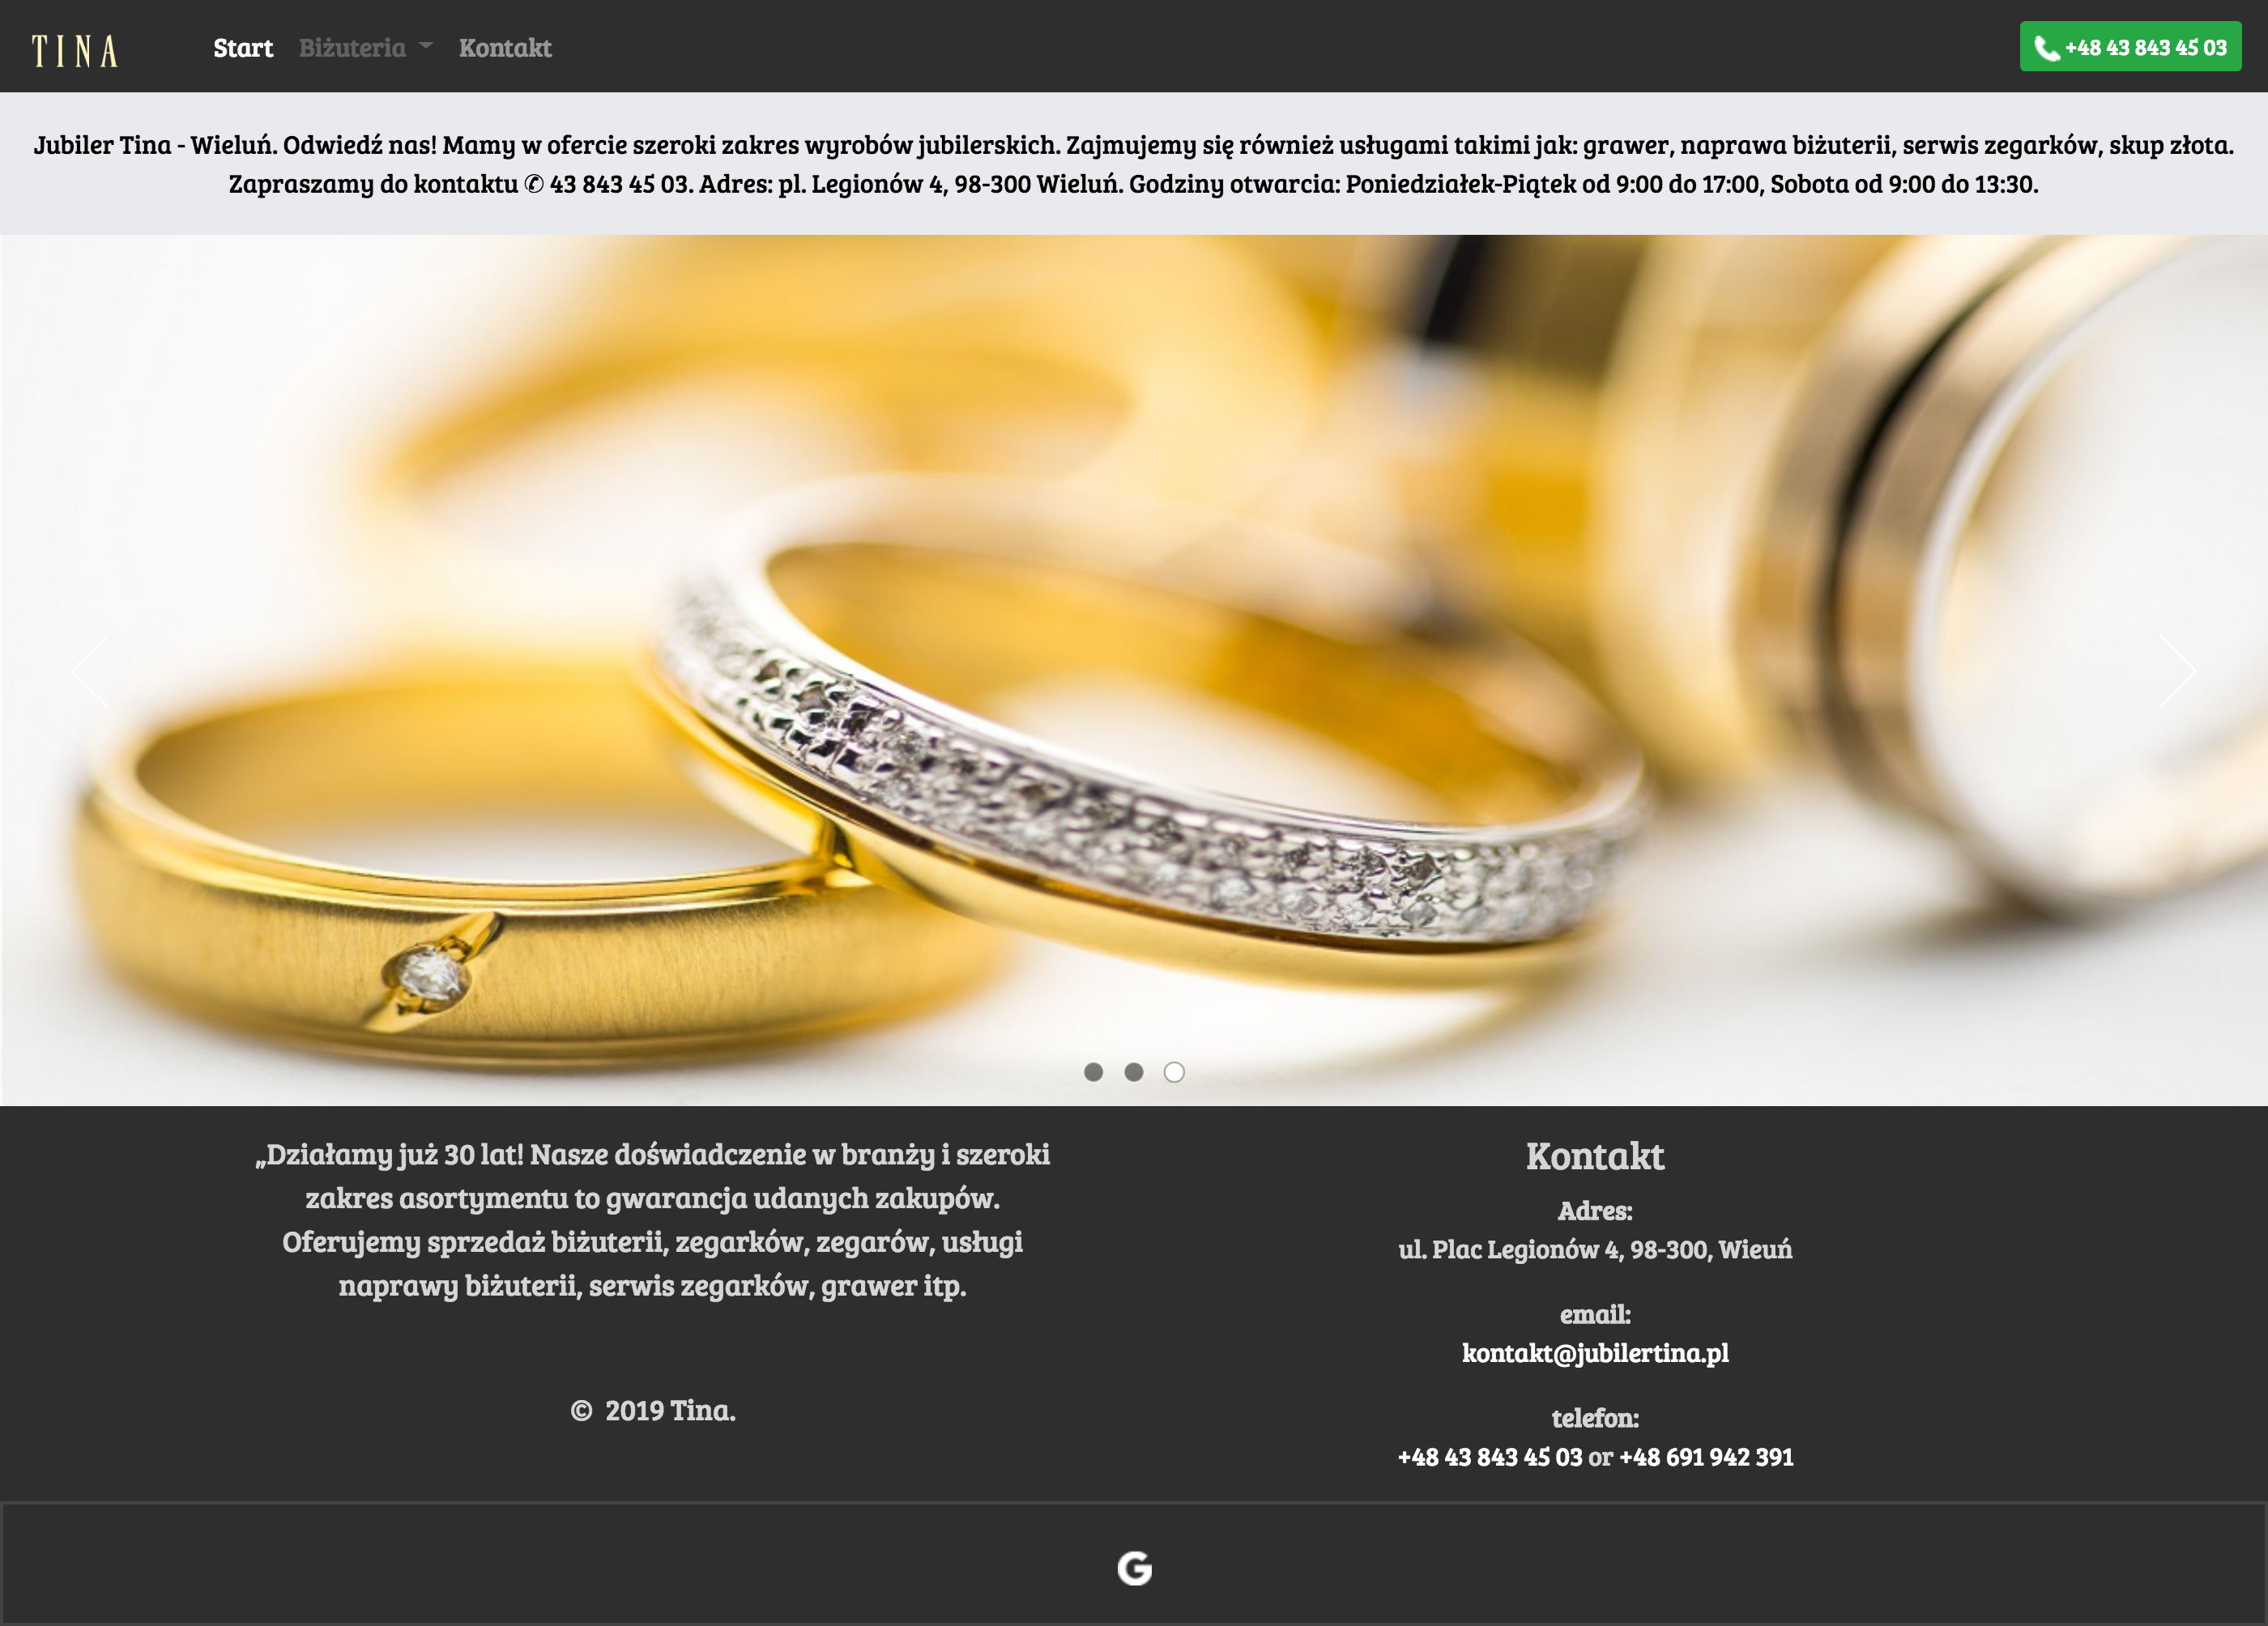 TINA
Start Biżuteria Kontakt
+48 43 843 45 03
Jubiler Tina - Wieluń. Odwiedź nas! Mamy w ofercie szeroki zakres wyrobów jubilerskich. Zajmujemy się również usługami takimi jak: grawer, naprawa biżuterii, serwis zegarków, skup złota.
Zapraszamy do kontaktu ✆ 43 843 45 03. Adres: pl. Legionów 4, 98-300 Wieluń. Godziny otwarcia: Poniedziałek-Piątek od 9:00 do 17:00, Sobota od 9:00 do 13:30.
„Działamy już 30 lat! Nasze doświadczenie w branży i szeroki
zakres asortymentu to gwarancja udanych zakupów.
Oferujemy sprzedaż biżuterii, zegarków, zegarów, usługi
naprawy biżuterii, serwis zegarków, grawer itp.
© 2019 Tina.
Kontakt
Adres:
ul. Plac Legionów 4, 98-300, Wieuń
email:
kontakt@jubilertina.pl
telefon:
+48 43 843 45 03 or +48 691 942 391
G